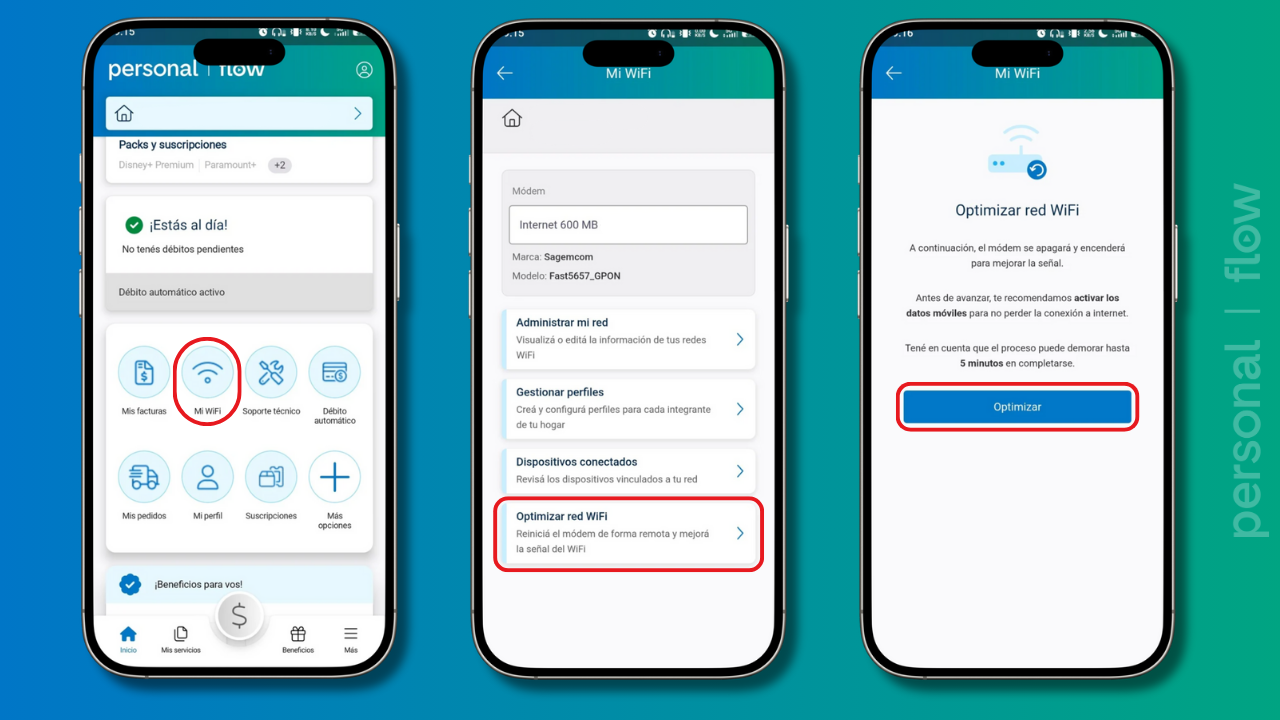 personal | flow
Packs y suscripciones
Disney+ Premium | Paramount+ +2
¡Estás al día!
No tenés débitos pendientes
Débito automático activo
Mis facturas
Mi WiFi
Soporte técnico
Débito
automático
Mis pedidos
Mi perfil
Suscripciones
Más
opciones
¡Beneficios para vos!
Inicio
Mis servicios
Beneficios
Más
Mi WiFi
Módem
Internet 600 MB
Marca: Sagemcom
Modelo: Fast5657_GPON
Administrar mi red
Visualizá o editá la información de tus redes
WiFi
Gestionar perfiles
Creá y configurá perfiles para cada integrante
de tu hogar
Dispositivos conectados
Revisá los dispositivos vinculados a tu red
Optimizar red WiFi
Reiniciá el módem de forma remota y mejorá
la señal del WiFi
Mi WiFi
Optimizar red WiFi
A continuación, el módem se apagará y encenderá
para mejorar la señal.
Antes de avanzar, te recomendamos activar los
datos móviles para no perder la conexión a internet.
Tené en cuenta que el proceso puede demorar hasta
5 minutos en completarse.
Optimizar
personal | flow